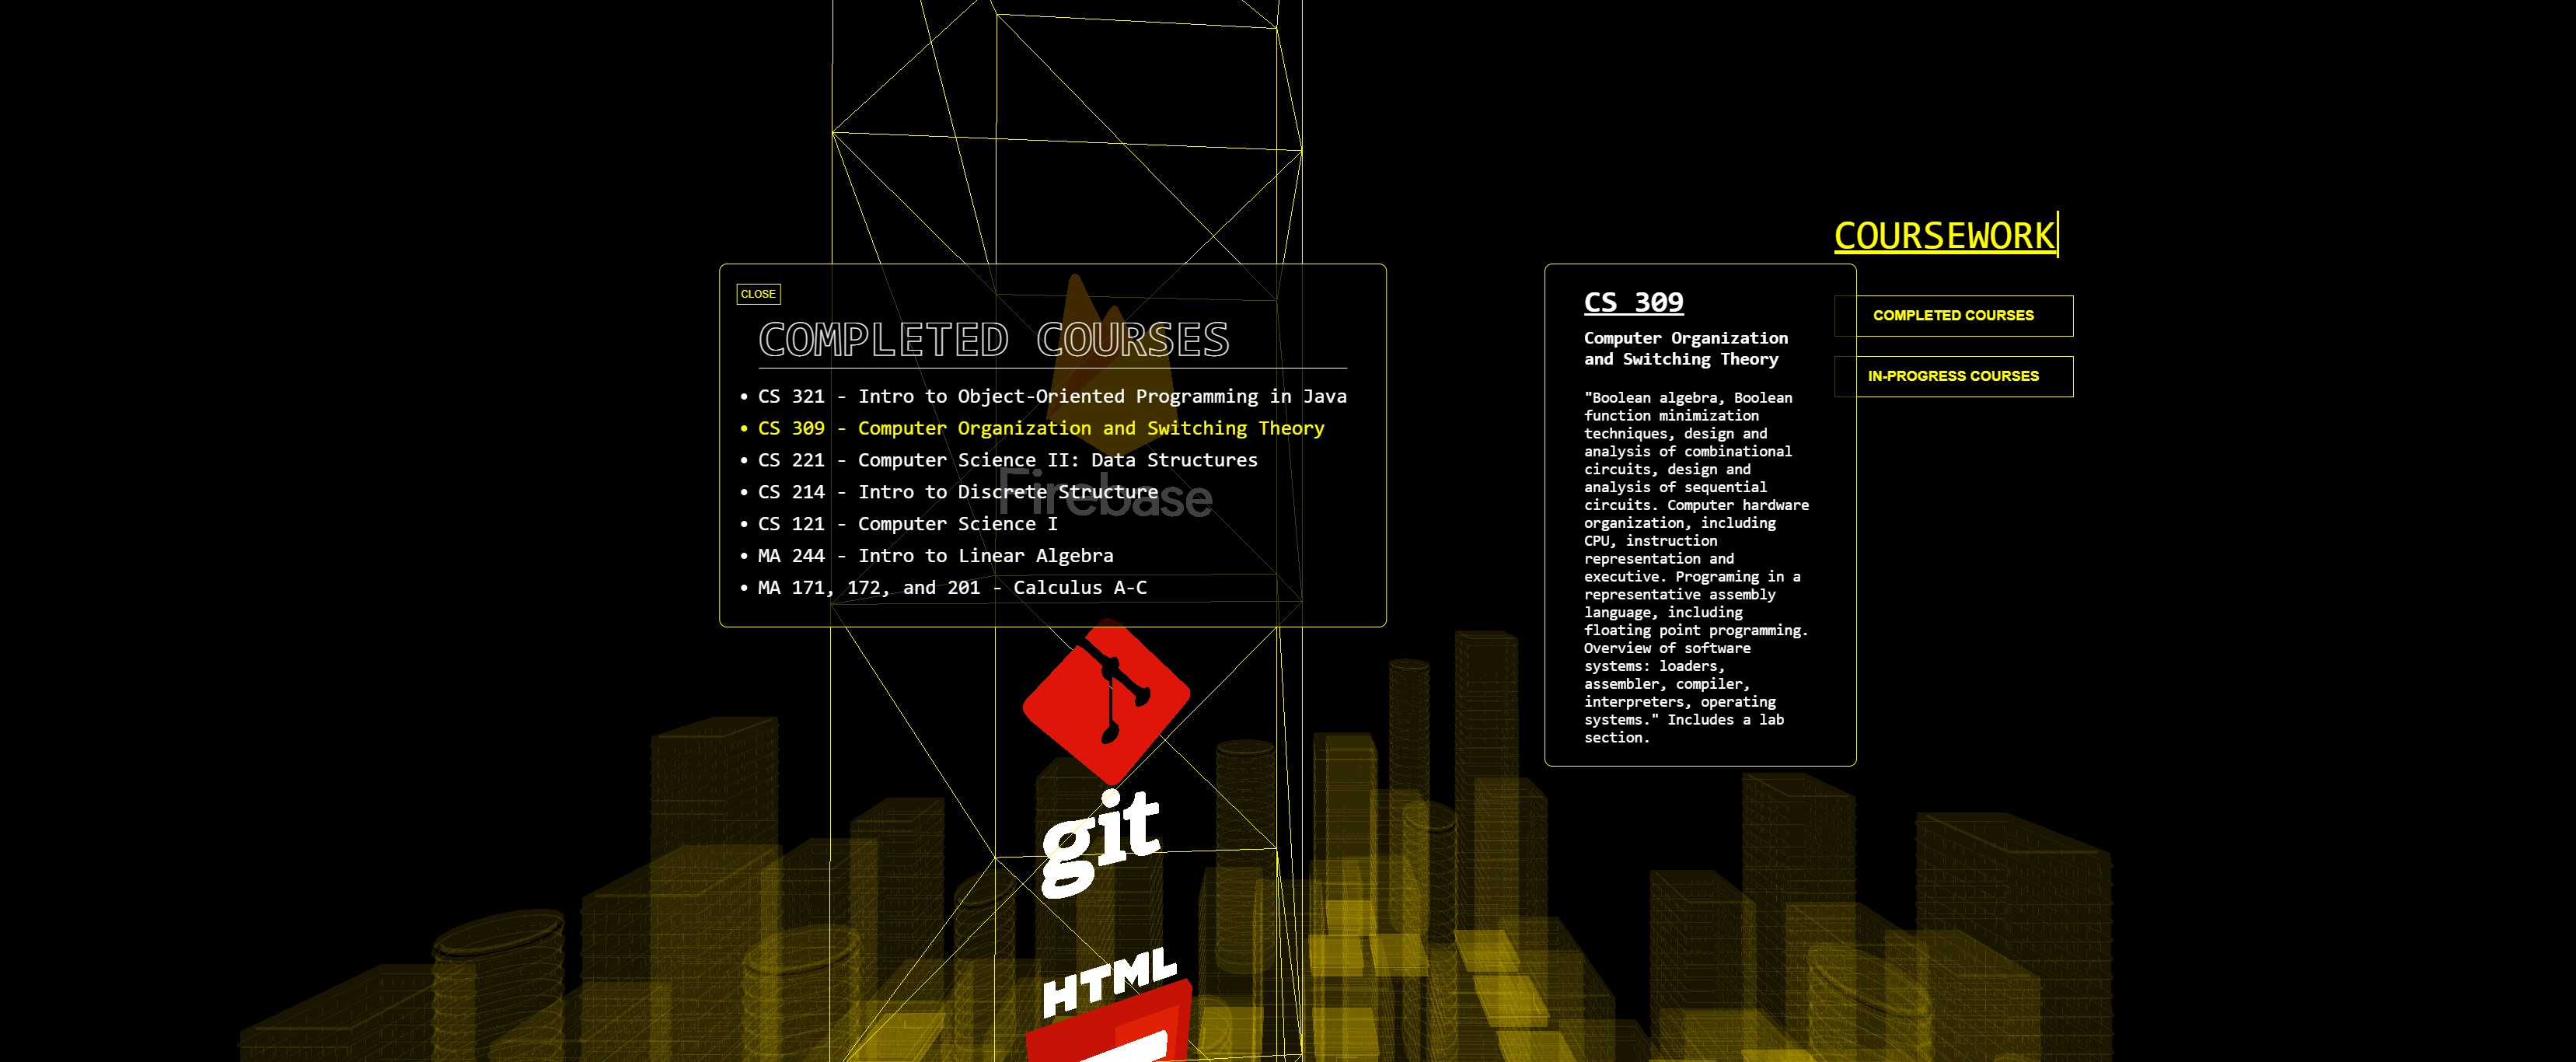 COURSEWORK
CLOSE
COMPLETED COURSES
• CS 321 - Intro to Object-Oriented Programming in Java
• CS 309 - Computer Organization and Switching Theory
• CS 221 - Computer Science II: Data Structures
• CS 214 - Intro to Discrete Structure
• CS 121 - Computer Science I
• MA 244 - Intro to Linear Algebra
• MA 171, 172, and 201 - Calculus A-C
Firebase
git
HTML
CS 309
Computer Organization
and Switching Theory
"Boolean algebra, Boolean
function minimization
techniques, design and
analysis of combinational
circuits, design and
analysis of sequential
circuits. Computer hardware
organization, including
CPU, instruction
representation and
executive. Programing in a
representative assembly
language, including
floating point programming.
Overview of software
systems: loaders,
assembler, compiler,
interpreters, operating
systems." Includes a lab
section.
COMPLETED COURSES
IN-PROGRESS COURSES